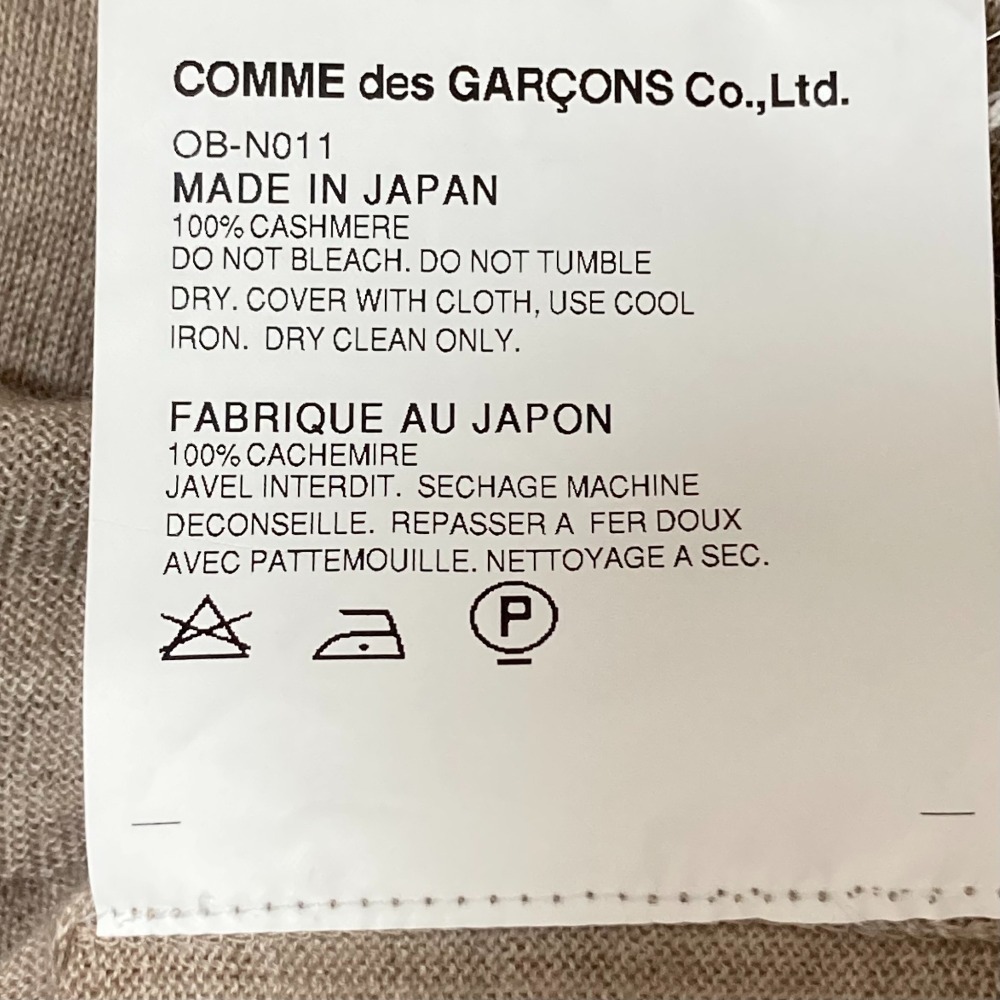 COMME des GARÇONS Co.,Ltd.
OB-N011
MADE IN JAPAN
100% CASHMERE
DO NOT BLEACH. DO NOT TUMBLE
DRY. COVER WITH CLOTH, USE COOL
IRON. DRY CLEAN ONLY.
FABRIQUE AU JAPON
100% CACHEMIRE
JAVEL INTERDIT. SECHAGE MACHINE
DECONSEILLE. REPASSER A FER DOUX
AVEC PATTEMOUILLE. NETTOYAGE A SEC.
P